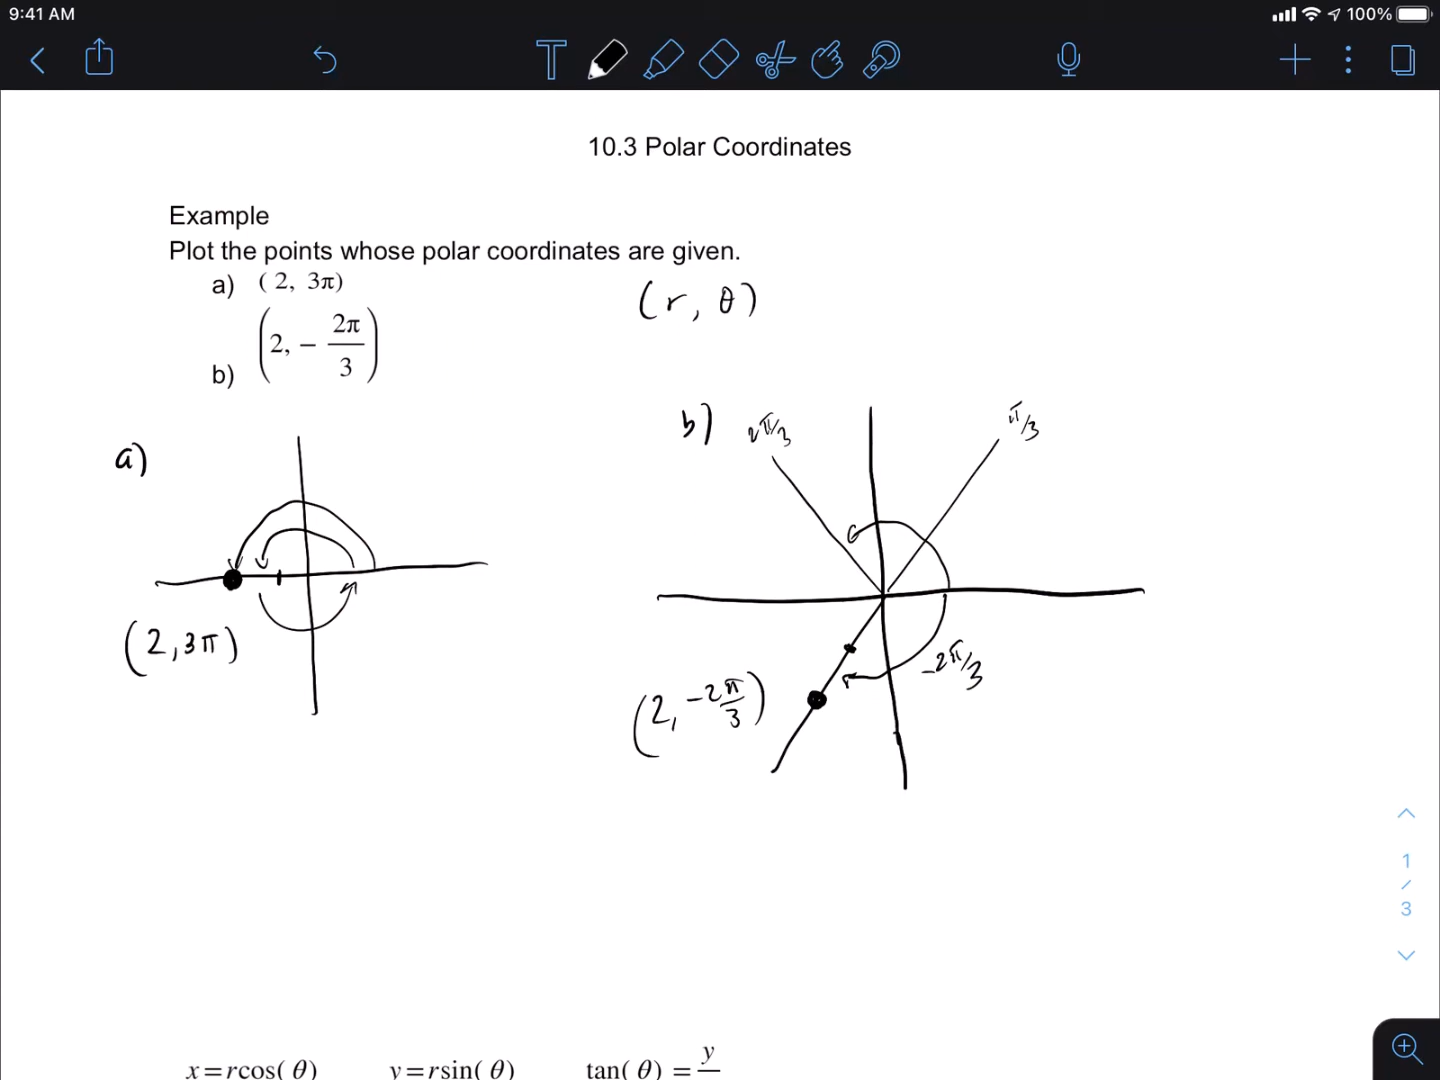 9:41 AM 100%
10.3 Polar Coordinates
Example
Plot the points whose polar coordinates are given.
a) ( 2, 3π)
(r, θ)
b) (2, − 2π/3)
a)
b)
2π/3
π/3
(2, 3π)
-2π/3
(2, -2π/3)
1
/
3
x=rcos( θ) y=rsin( θ) tan( θ) = y